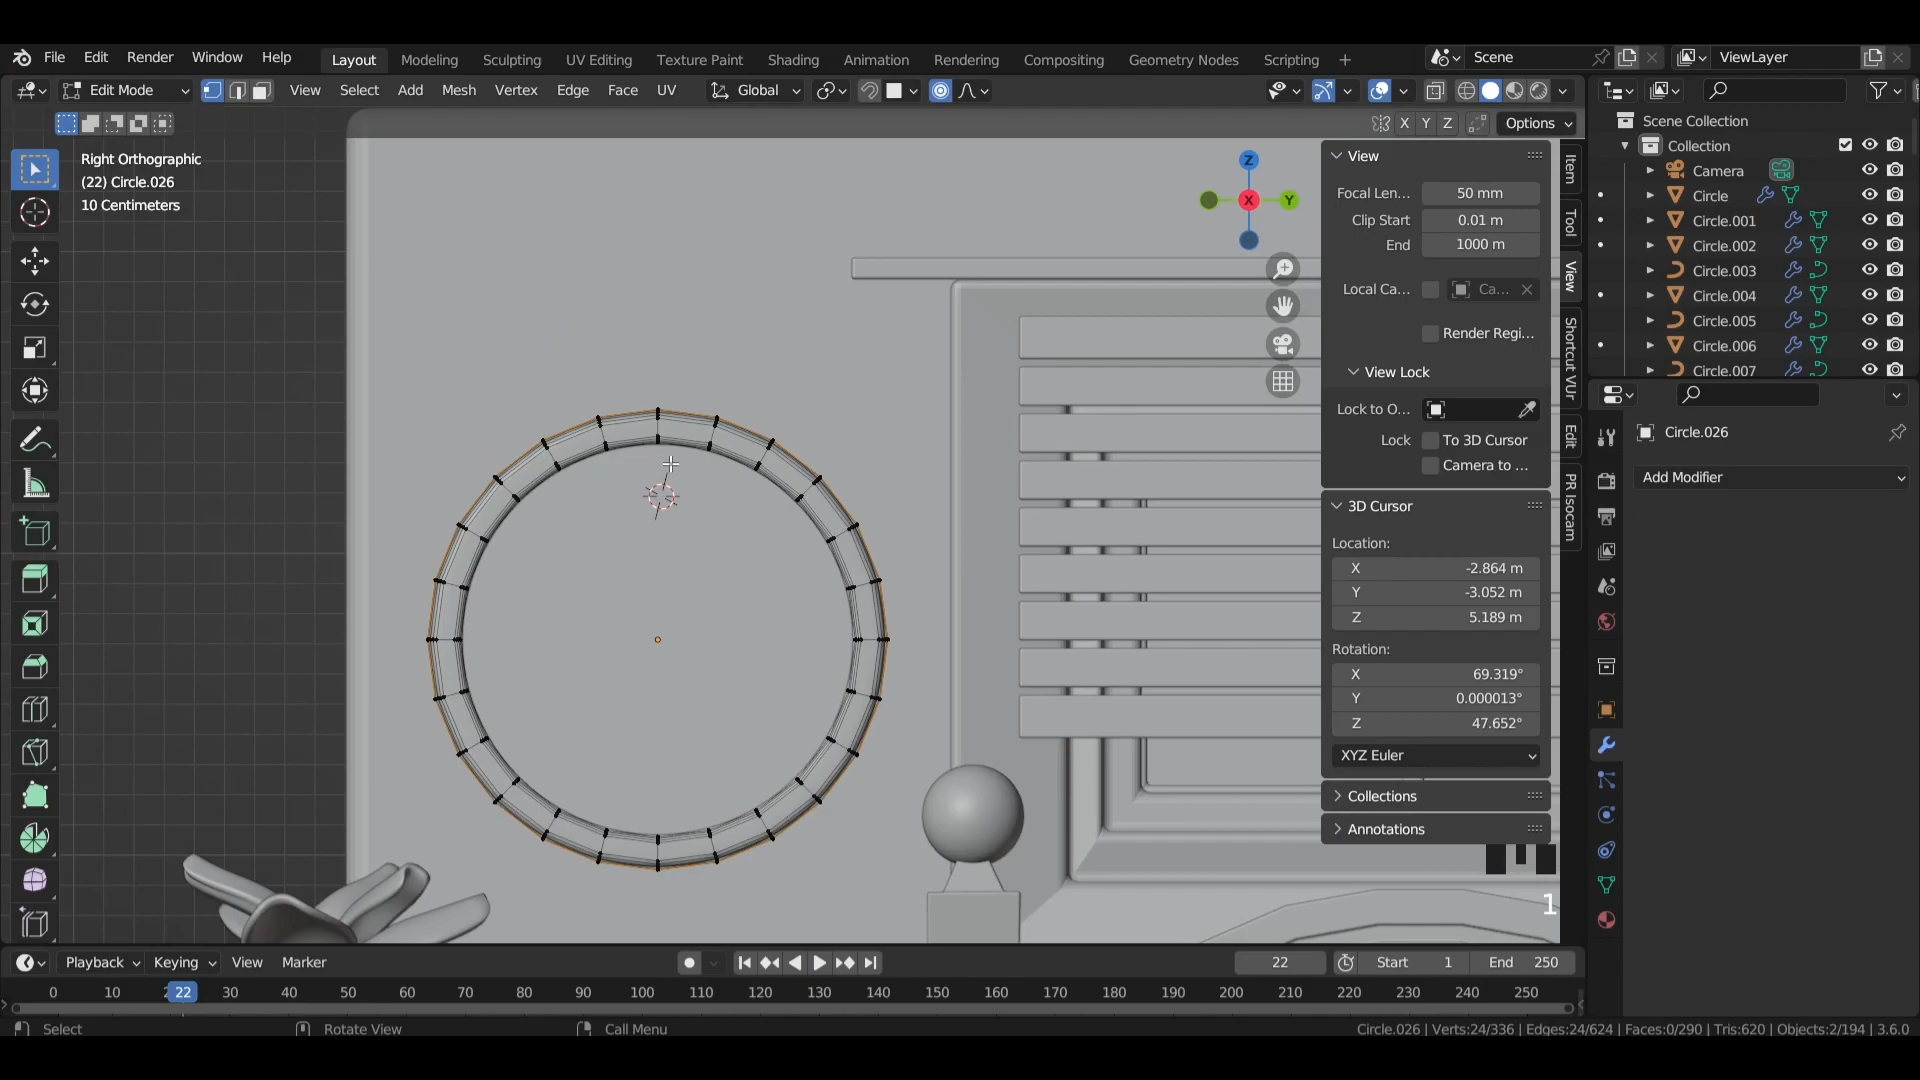 File Edit Render Window Help Layout Modeling Sculpting UV Editing Texture Paint Shading Animation Rendering Compositing Geometry Nodes Scripting + Scene ViewLayer
Edit Mode View Select Add Mesh Vertex Edge Face UV Global
X Y Z Options
Right Orthographic
(22) Circle.026
10 Centimeters
Z
X
Y
View
Focal Len... 50 mm
Clip Start 0.01 m
End 1000 m
Local Ca... Ca...
Render Regi...
View Lock
Lock to O...
Lock To 3D Cursor
Camera to ...
3D Cursor
Location:
X -2.864 m
Y -3.052 m
Z 5.189 m
Rotation:
X 69.319°
Y 0.000013°
Z 47.652°
XYZ Euler
Collections
Annotations
1
Item
Tool
View
Shortcut VUr
Edit
PR Isocam
Scene Collection
Collection
Camera
Circle
Circle.001
Circle.002
Circle.003
Circle.004
Circle.005
Circle.006
Circle.007
Circle.026
Add Modifier
Playback Keying View Marker 22 Start 1 End 250
0 10 22 30 40 50 60 70 80 90 100 110 120 130 140 150 160 170 180 190 200 210 220 230 240 250
Select Rotate View Call Menu Circle.026 | Verts:24/336 | Edges:24/624 | Faces:0/290 | Tris:620 | Objects:2/194 | 3.6.0